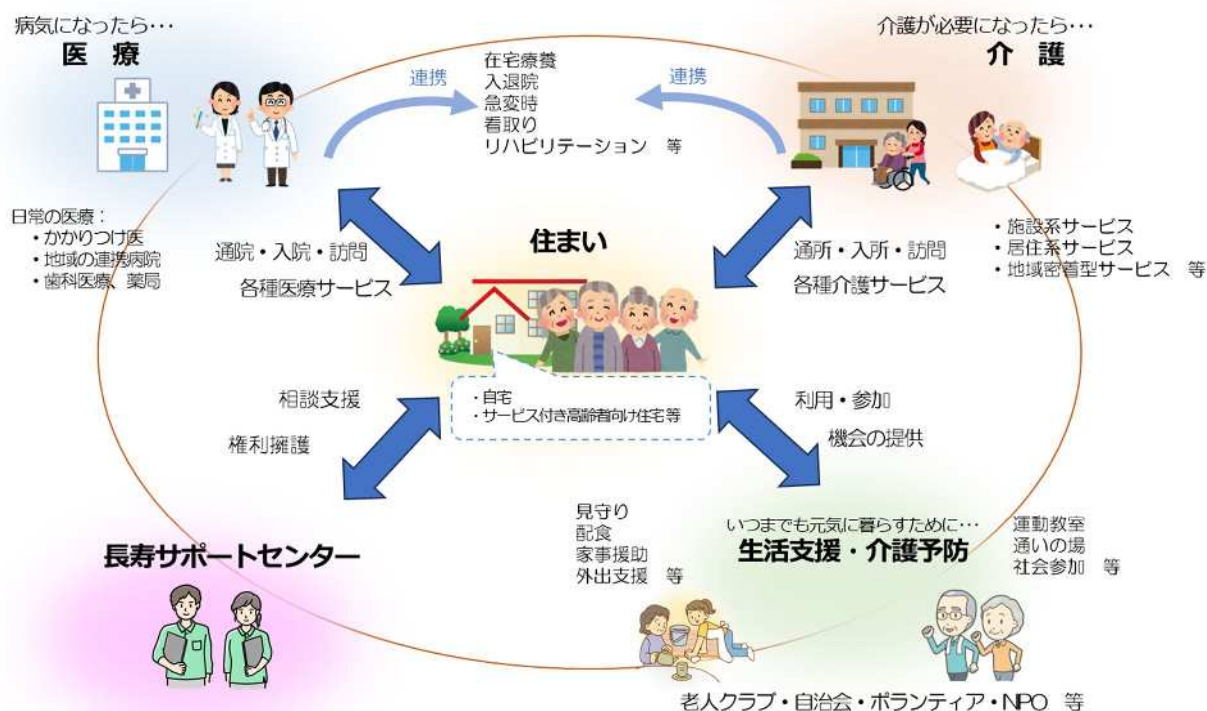 病気になったら…
医 療
介護が必要になったら…
介 護
連携
在宅療養
入退院
急変時
看取り
リハビリテーション 等
連携
日常の医療：
・かかりつけ医
・地域の連携病院
・歯科医療、薬局
通院・入院・訪問
各種医療サービス
住まい
通所・入所・訪問
各種介護サービス
・施設系サービス
・居住系サービス
・地域密着型サービス 等
・自宅
・サービス付き高齢者向け住宅等
相談支援
権利擁護
利用・参加
機会の提供
長寿サポートセンター
見守り
配食
家事援助
外出支援 等
いつまでも元気に暮らすために…
生活支援・介護予防
運動教室
通いの場
社会参加 等
老人クラブ・自治会・ボランティア・NPO 等